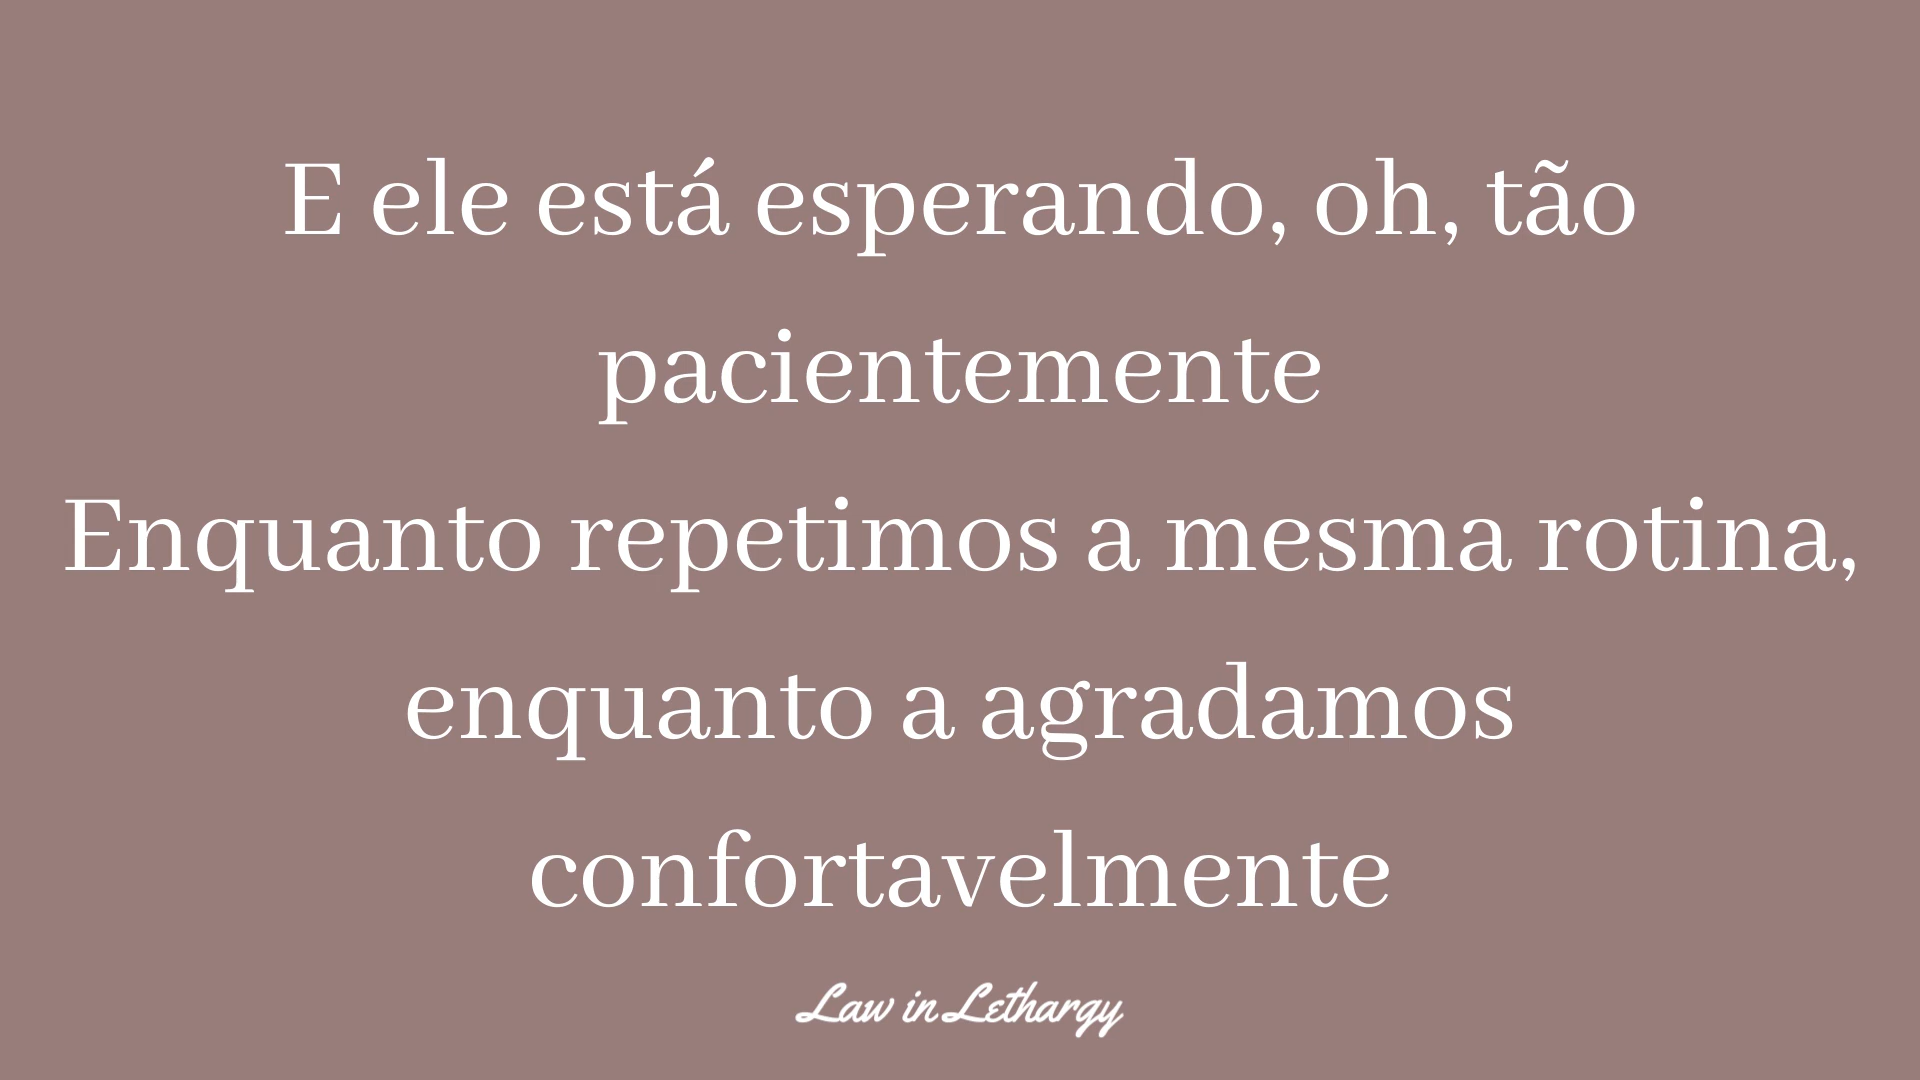 E ele está esperando, oh, tão
pacientemente
Enquanto repetimos a mesma rotina,
enquanto a agradamos
confortavelmente
Law in Lethargy